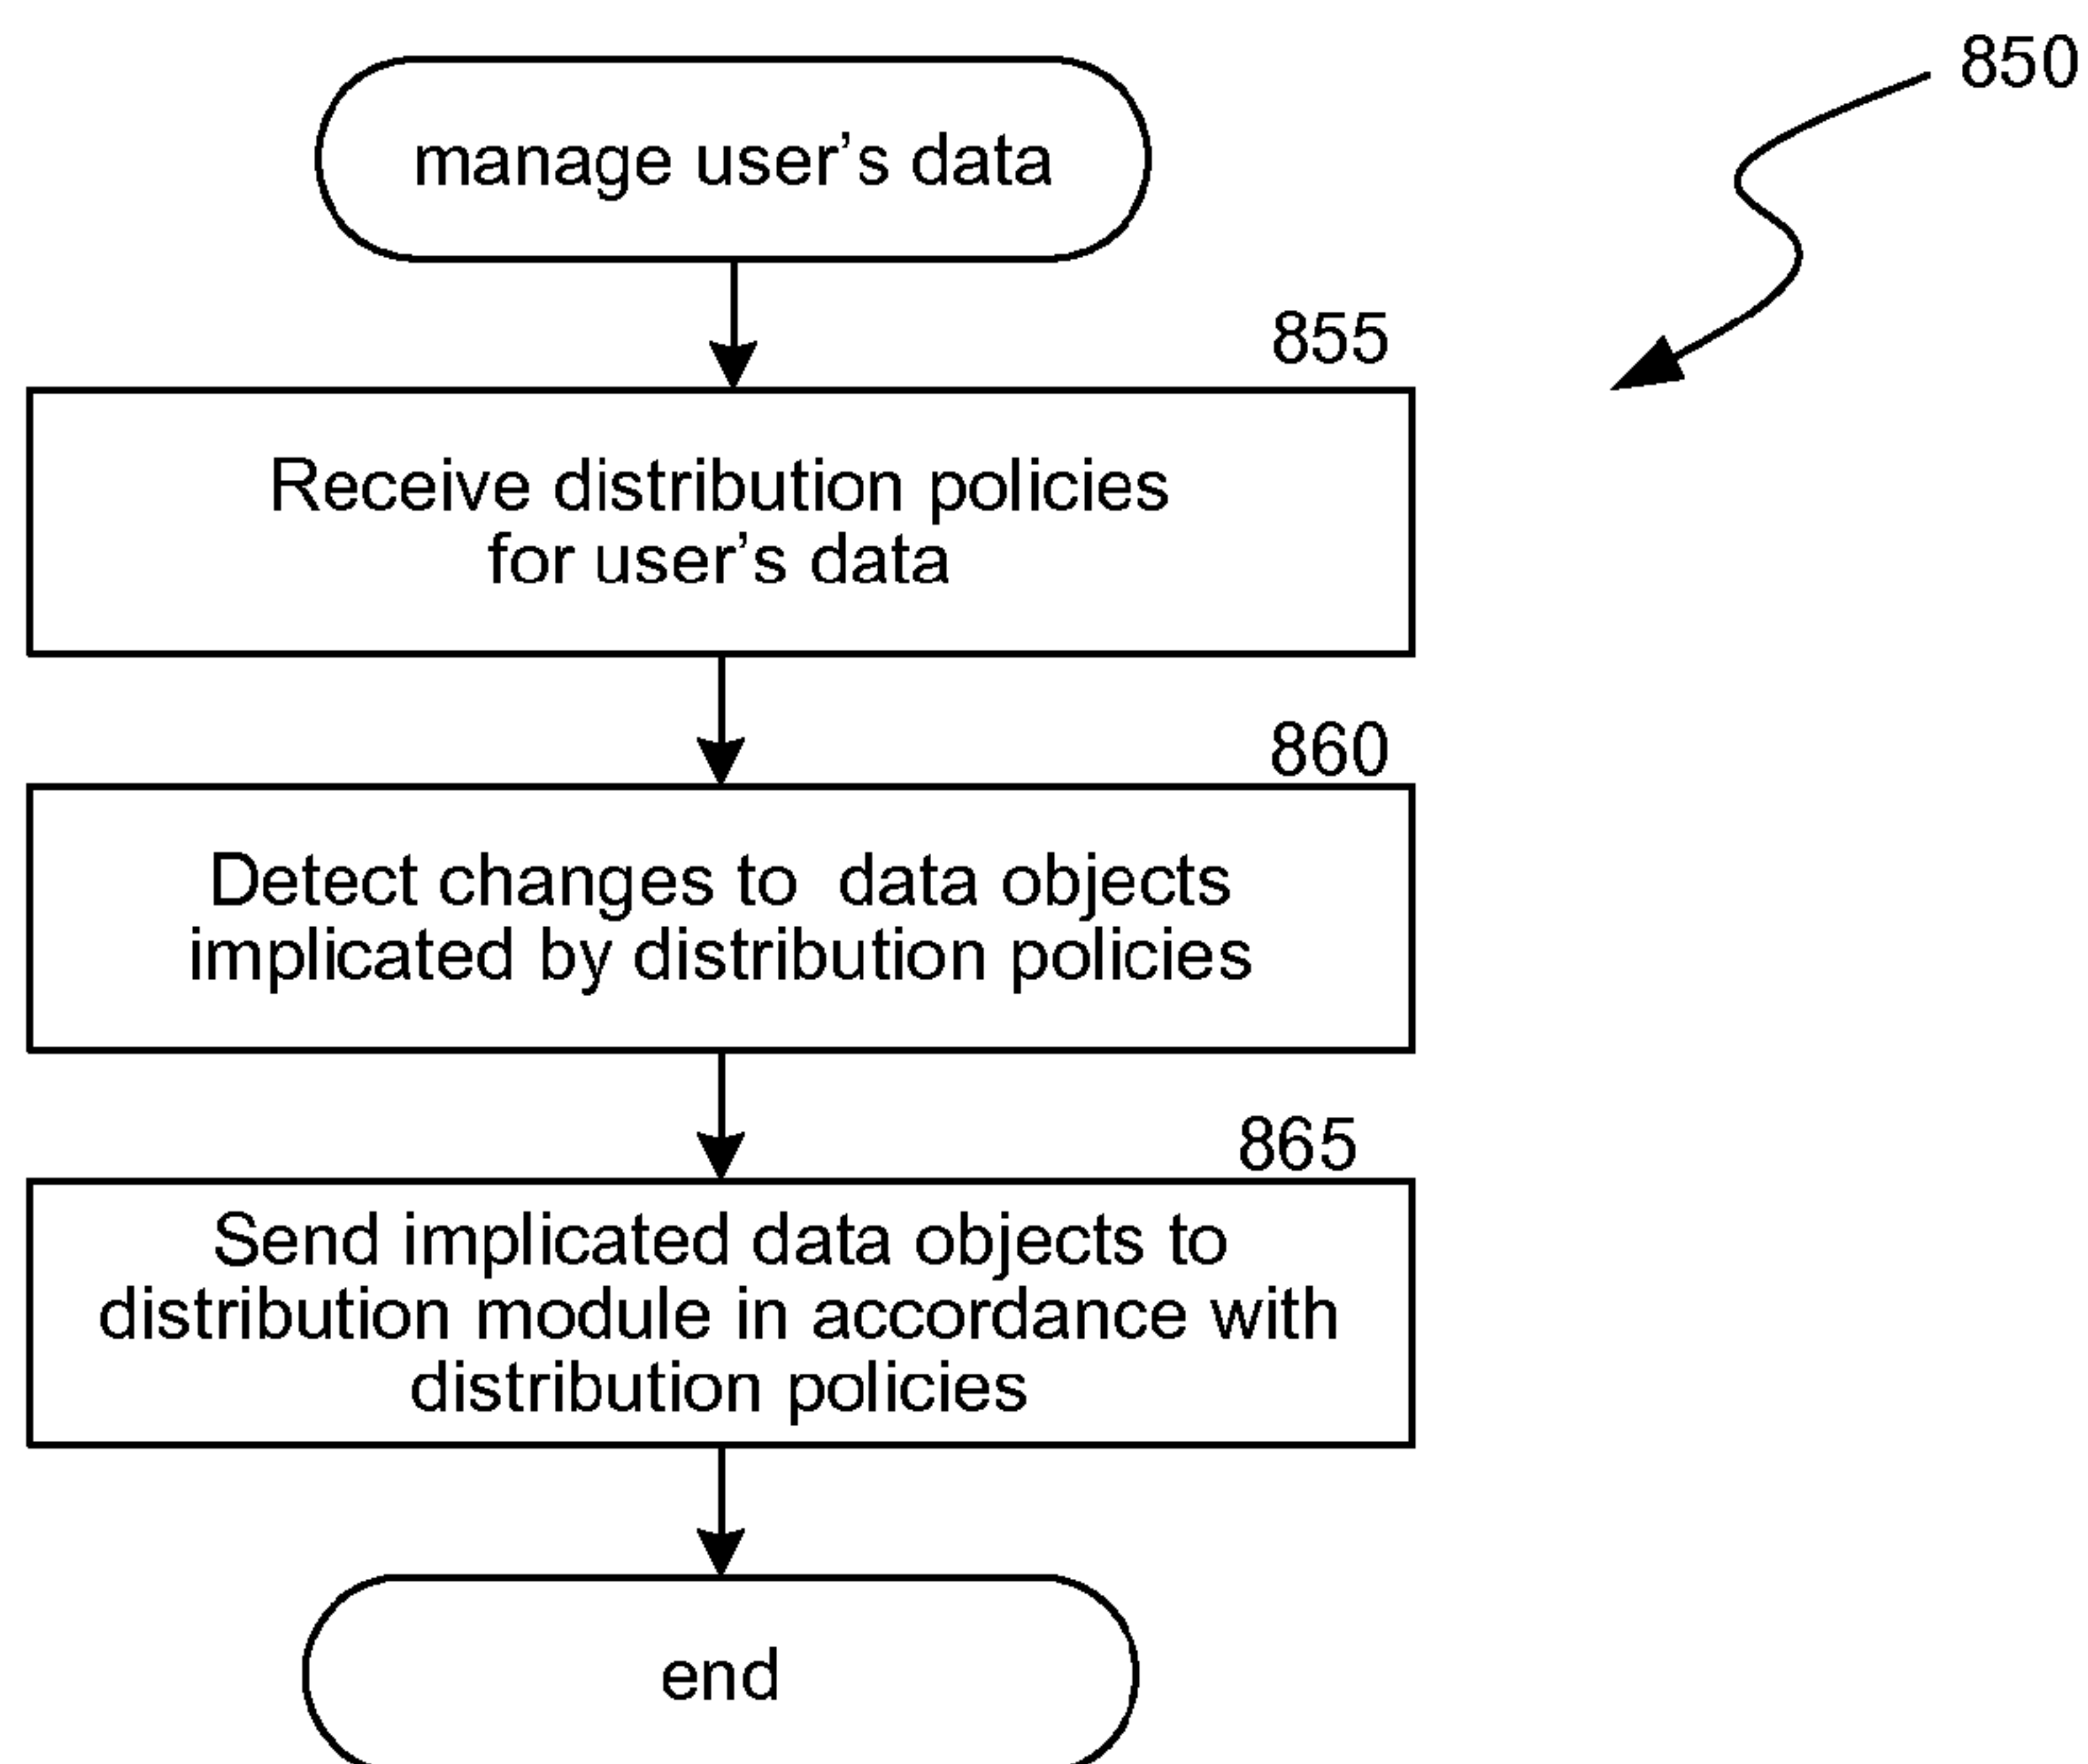 850
manage user’s data
855
Receive distribution policies
for user’s data
860
Detect changes to data objects
implicated by distribution policies
865
Send implicated data objects to
distribution module in accordance with
distribution policies
end